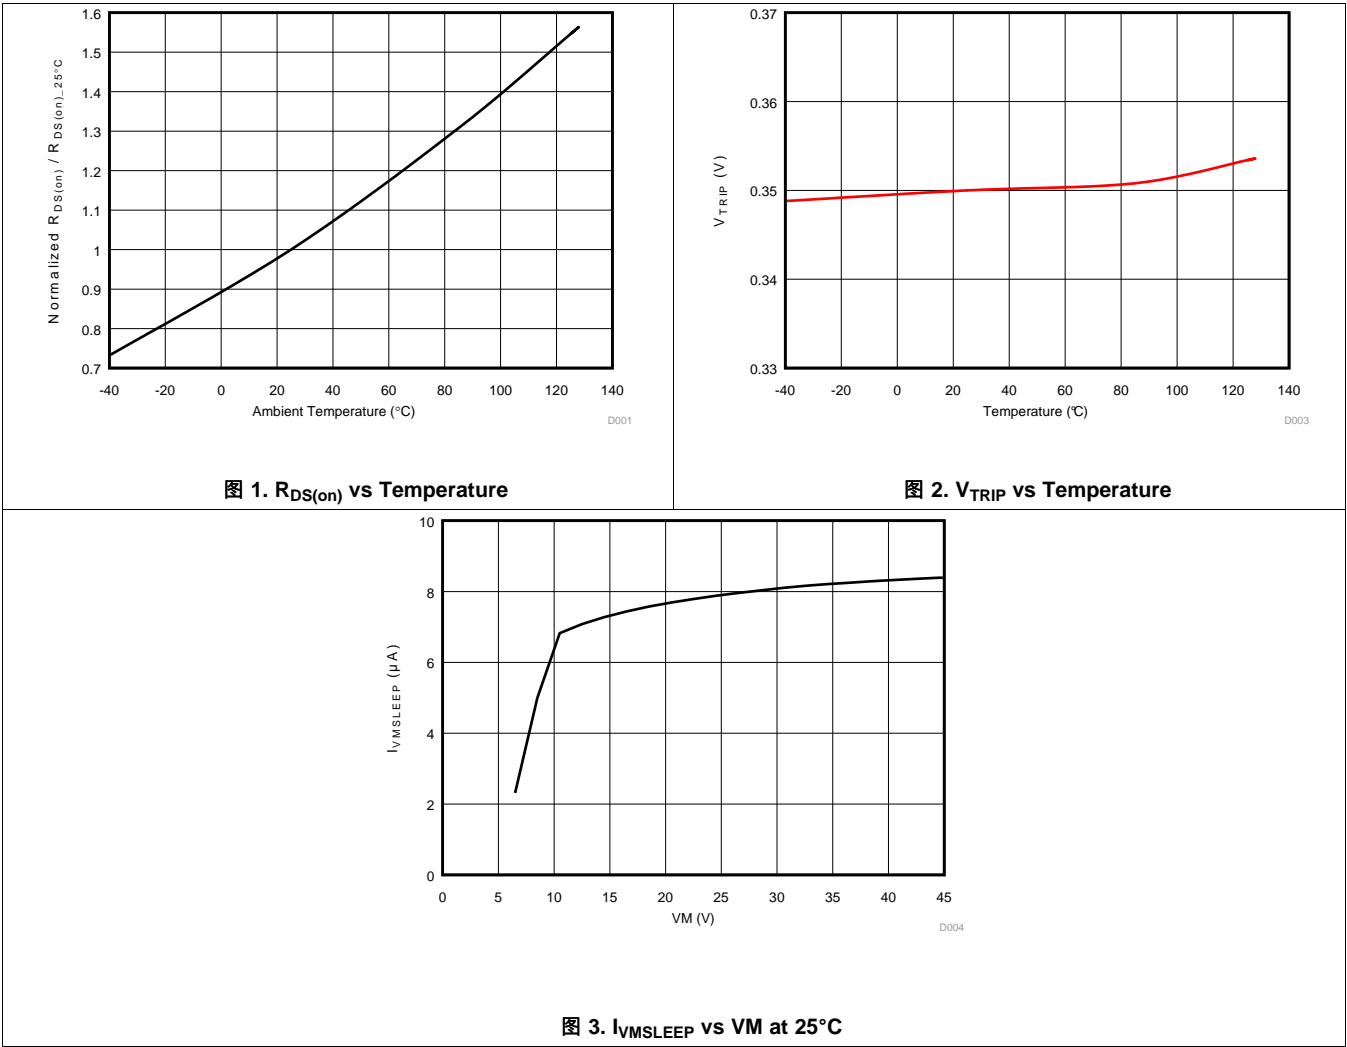 1.6
1.5
1.4
1.3
1.2
1.1
1
0.9
0.8
0.7
Normalized RDS(on) / RDS(on)_25°C
-40 -20 0 20 40 60 80 100 120 140
Ambient Temperature (°C)
D001
图 1. RDS(on) vs Temperature
0.37
0.36
0.35
0.34
0.33
VTRIP (V)
-40 -20 0 20 40 60 80 100 120 140
Temperature (°C)
D003
图 2. VTRIP vs Temperature
10
8
6
4
2
0
IVMSLEEP (µA)
0 5 10 15 20 25 30 35 40 45
VM (V)
D004
图 3. IVMSLEEP vs VM at 25°C